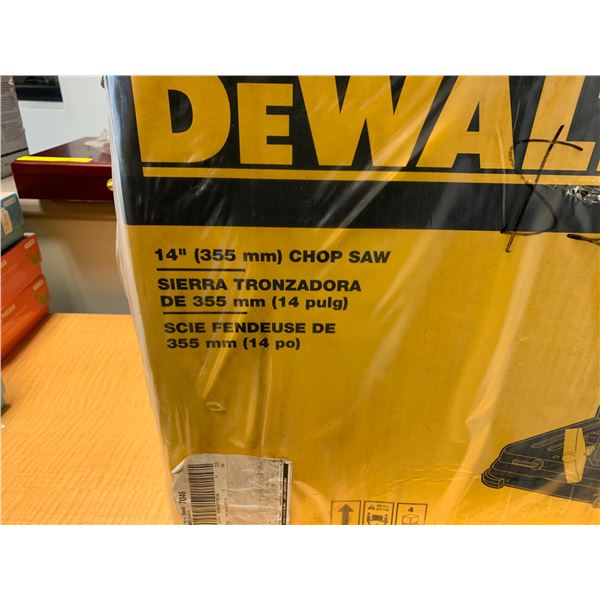 DEWAL
14" (355 mm) CHOP SAW
SIERRA TRONZADORA
DE 355 mm (14 pulg)
SCIE FENDEUSE DE
355 mm (14 po)
4